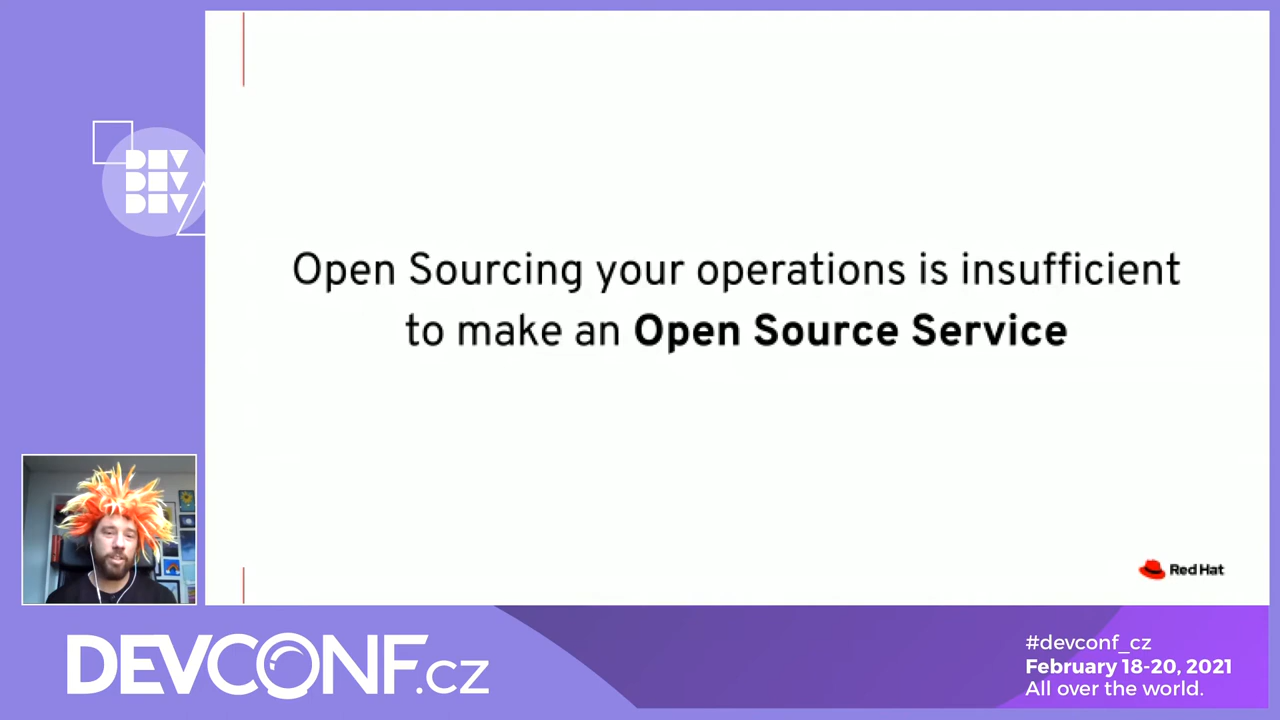 DEV
DEV
DEV
Open Sourcing your operations is insufficient
to make an Open Source Service
Red Hat
DEVCONF.cz
#devconf_cz
February 18-20, 2021
All over the world.